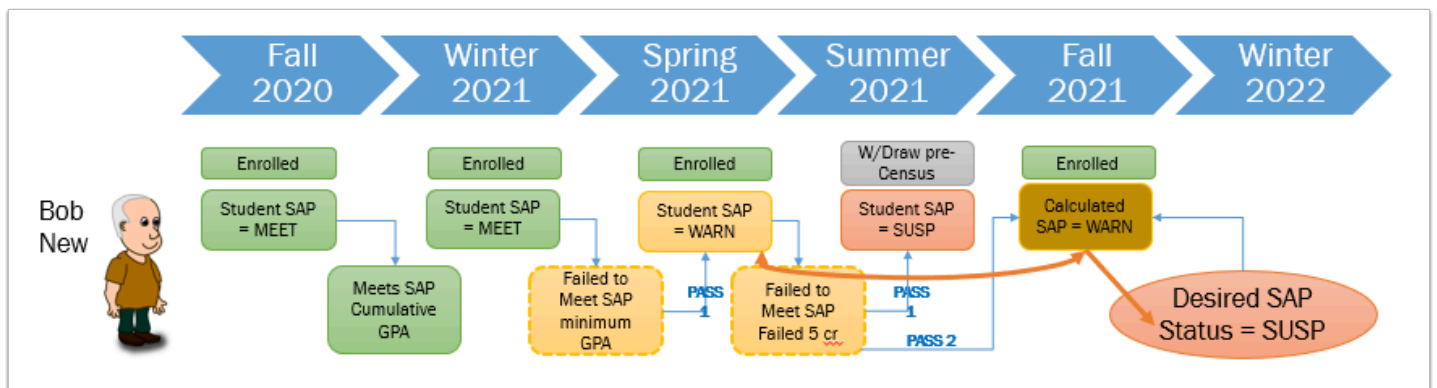 Fall
2020
Winter
2021
Spring
2021
Summer
2021
Fall
2021
Winter
2022
Bob
New
Enrolled
Student SAP
= MEET
Meets SAP
Cumulative
GPA
Enrolled
Student SAP
= MEET
Failed to
Meet SAP
minimum
GPA
PASS
1
Enrolled
Student SAP
= WARN
Failed to
Meet SAP
Failed 5 cr
PASS
1
PASS 2
W/Draw pre-
Census
Student SAP
= SUSP
Enrolled
Calculated
SAP = WARN
Desired SAP
Status = SUSP